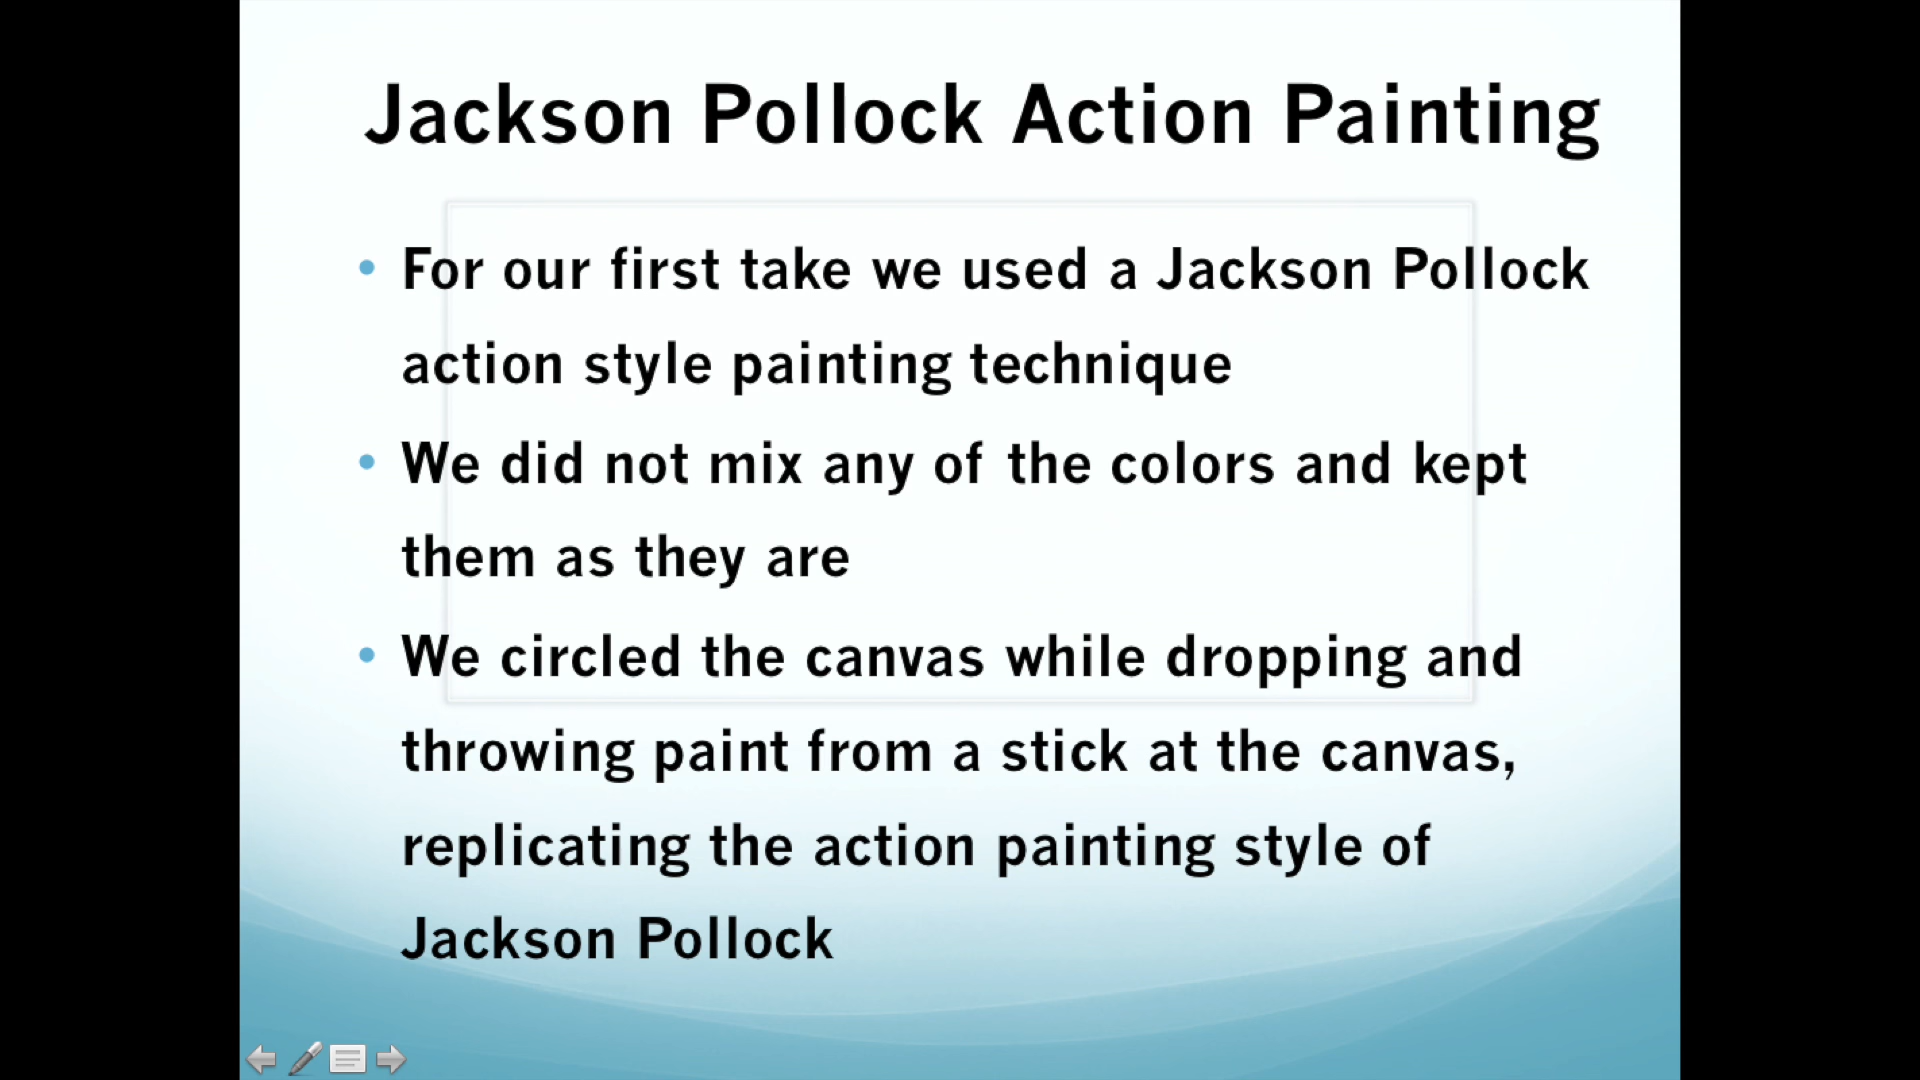 Jackson Pollock Action Painting
• For our first take we used a Jackson Pollock
action style painting technique
• We did not mix any of the colors and kept
them as they are
• We circled the canvas while dropping and
throwing paint from a stick at the canvas,
replicating the action painting style of
Jackson Pollock